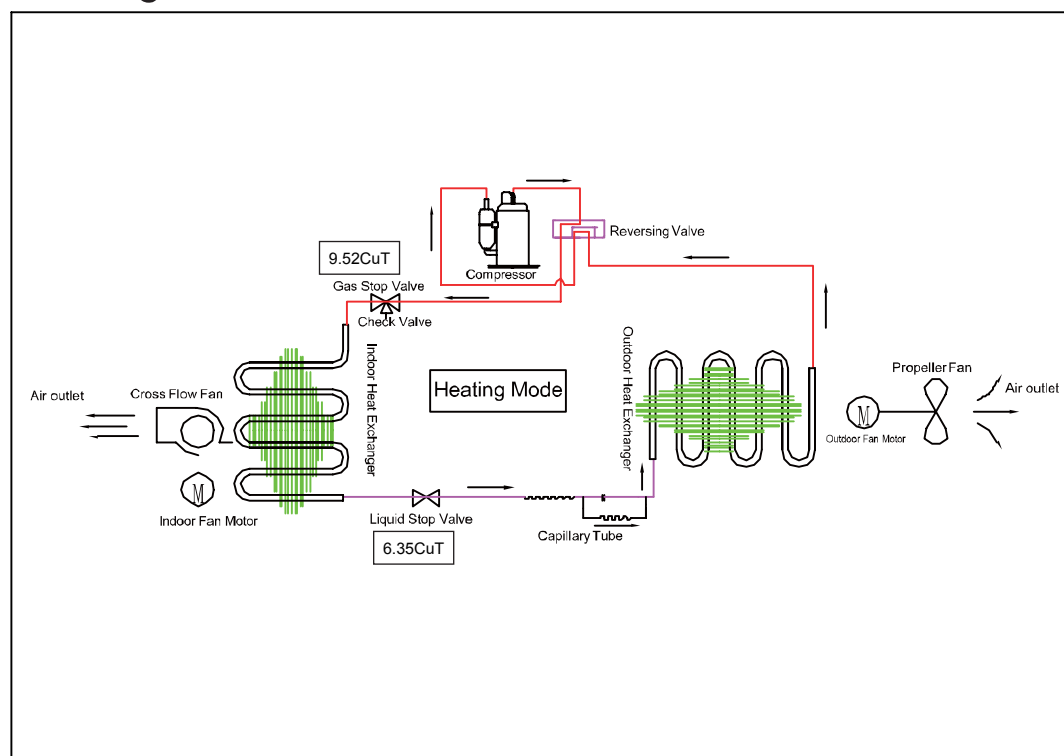 Reversing Valve
Compressor
9.52CuT
Gas Stop Valve
Check Valve
Indoor Heat Exchanger
Outdoor Heat Exchanger
Heating Mode
Air outlet
Cross Flow Fan
M
Indoor Fan Motor
Propeller Fan
Air outlet
M
Outdoor Fan Motor
Liquid Stop Valve
6.35CuT
Capillary Tube